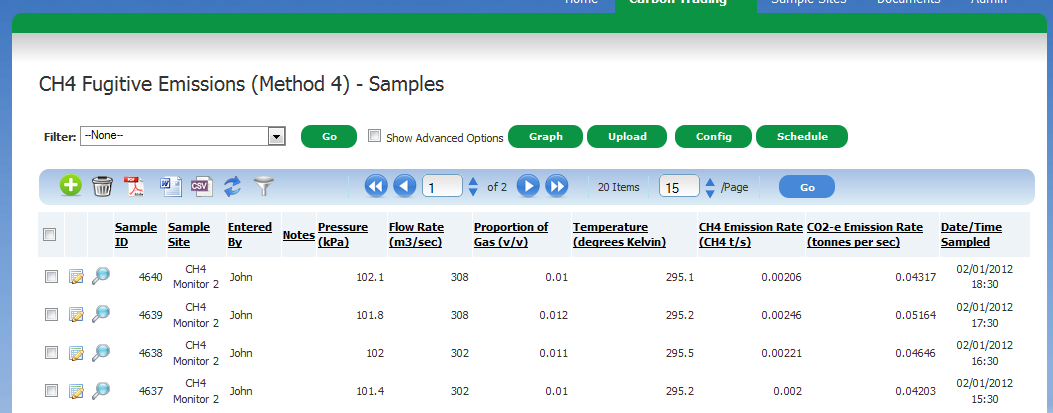 Home Carbon Trading Sample Sites Documents Admin
CH4 Fugitive Emissions (Method 4) - Samples
Filter: --None-- Go Show Advanced Options Graph Upload Config Schedule
PDF W CSV 1 of 2 20 Items 15 /Page Go
Sample Sample Entered Notes Pressure Flow Rate Proportion of Temperature CH4 Emission Rate CO2-e Emission Rate Date/Time
ID Site By (kPa) (m3/sec) Gas (v/v) (degrees Kelvin) (CH4 t/s) (tonnes per sec) Sampled
4640 CH4 Monitor 2 John 102.1 308 0.01 295.1 0.00206 0.04317 02/01/2012 18:30
4639 CH4 Monitor 2 John 101.8 308 0.012 295.2 0.00246 0.05164 02/01/2012 17:30
4638 CH4 Monitor 2 John 102 302 0.011 295.5 0.00221 0.04646 02/01/2012 16:30
4637 CH4 Monitor 2 John 101.4 302 0.01 295.2 0.002 0.04203 02/01/2012 15:30